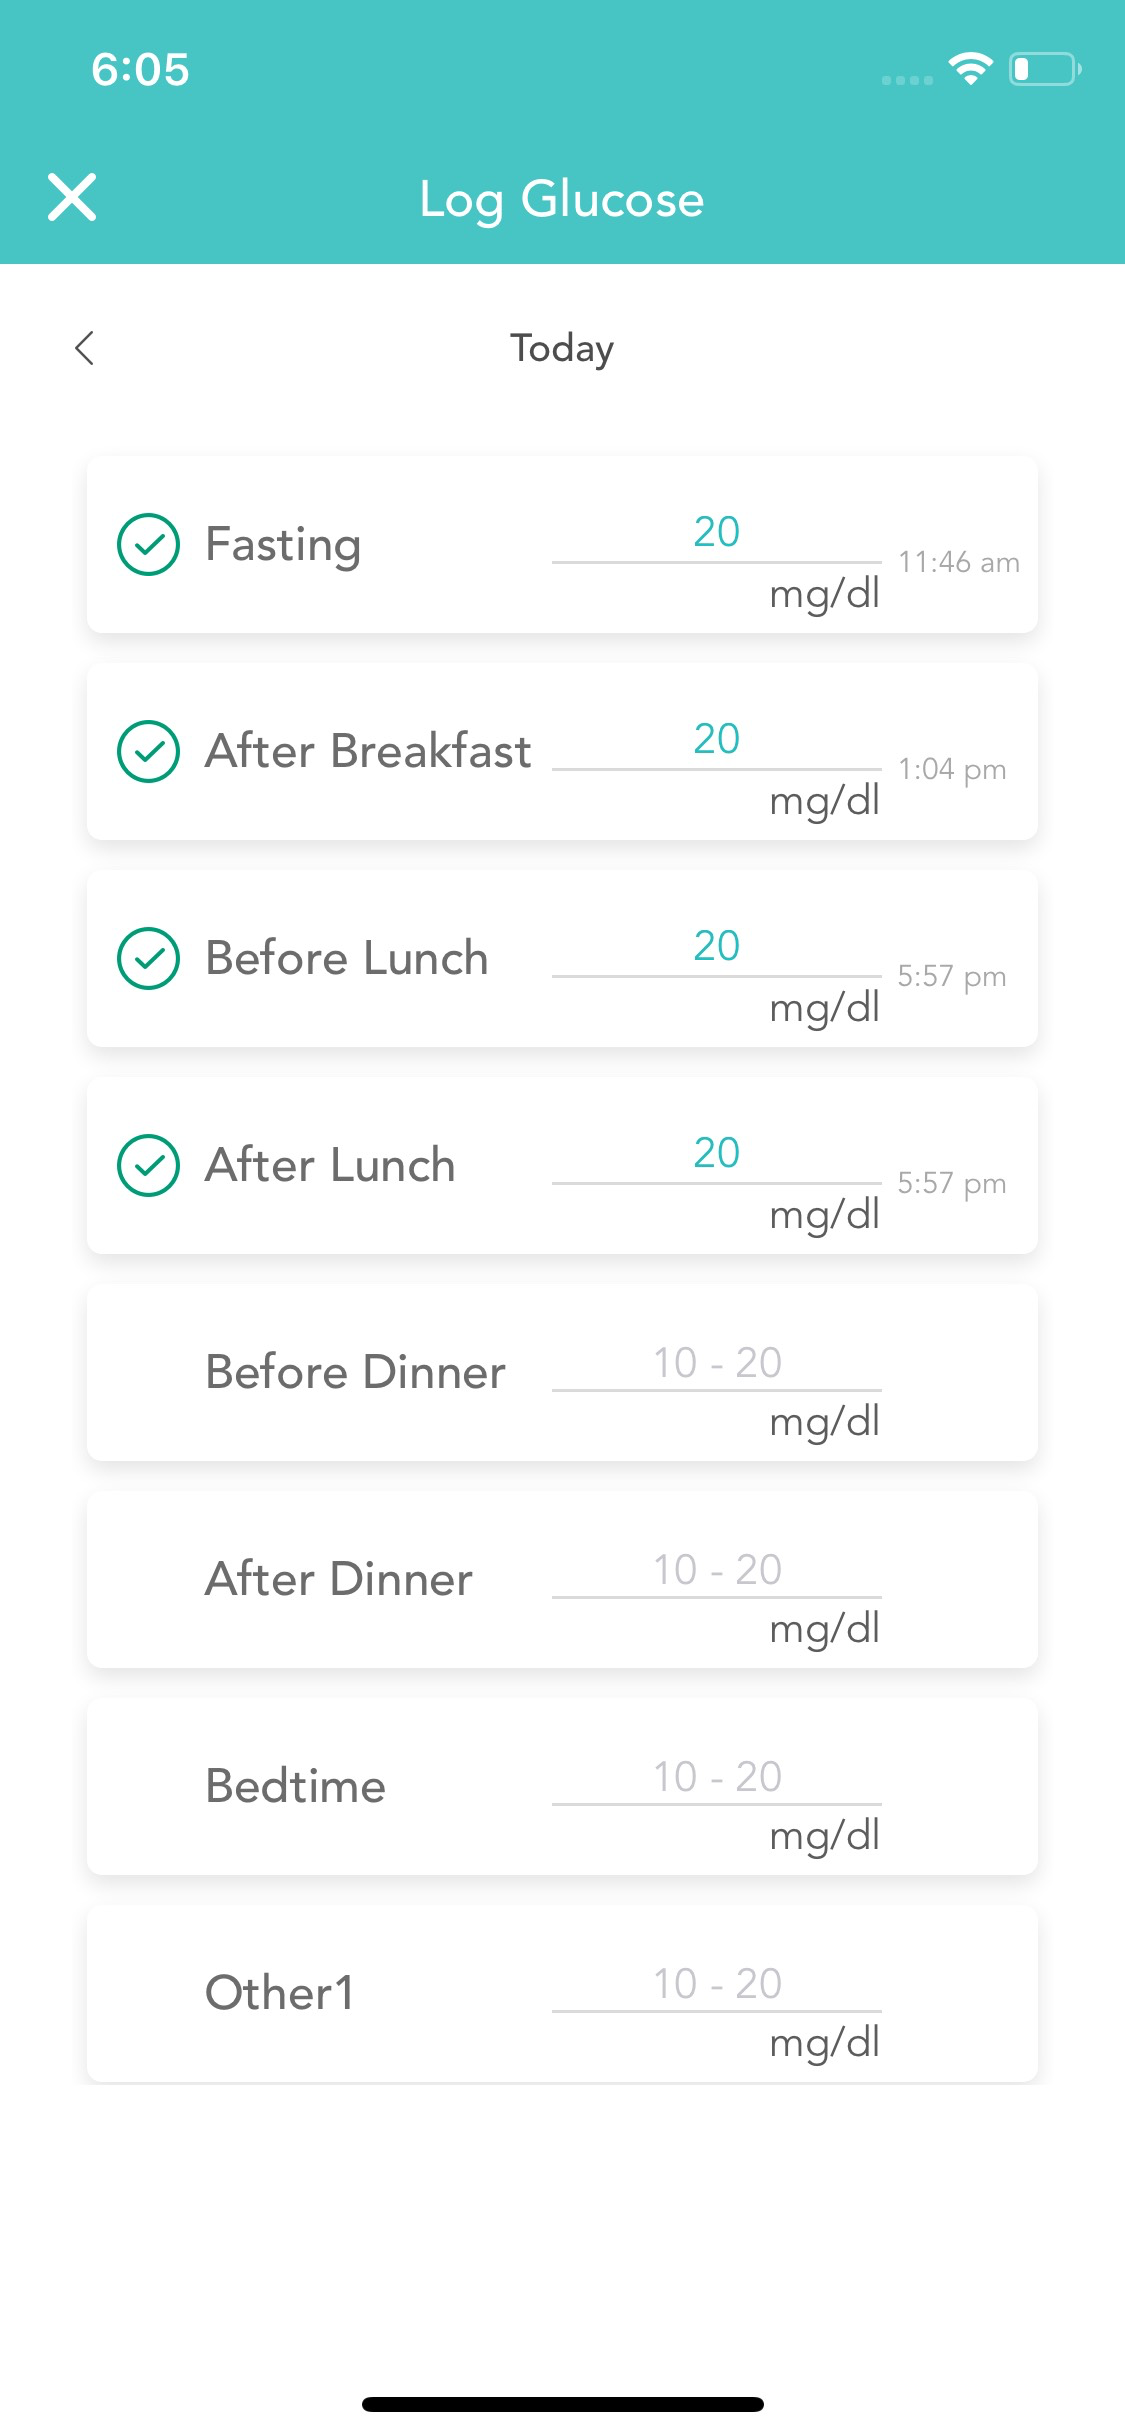 6:05
Log Glucose
Today
Fasting
20
11:46 am
mg/dl
After Breakfast
20
1:04 pm
mg/dl
Before Lunch
20
5:57 pm
mg/dl
After Lunch
20
5:57 pm
mg/dl
Before Dinner
10 - 20
mg/dl
After Dinner
10 - 20
mg/dl
Bedtime
10 - 20
mg/dl
Other1
10 - 20
mg/dl